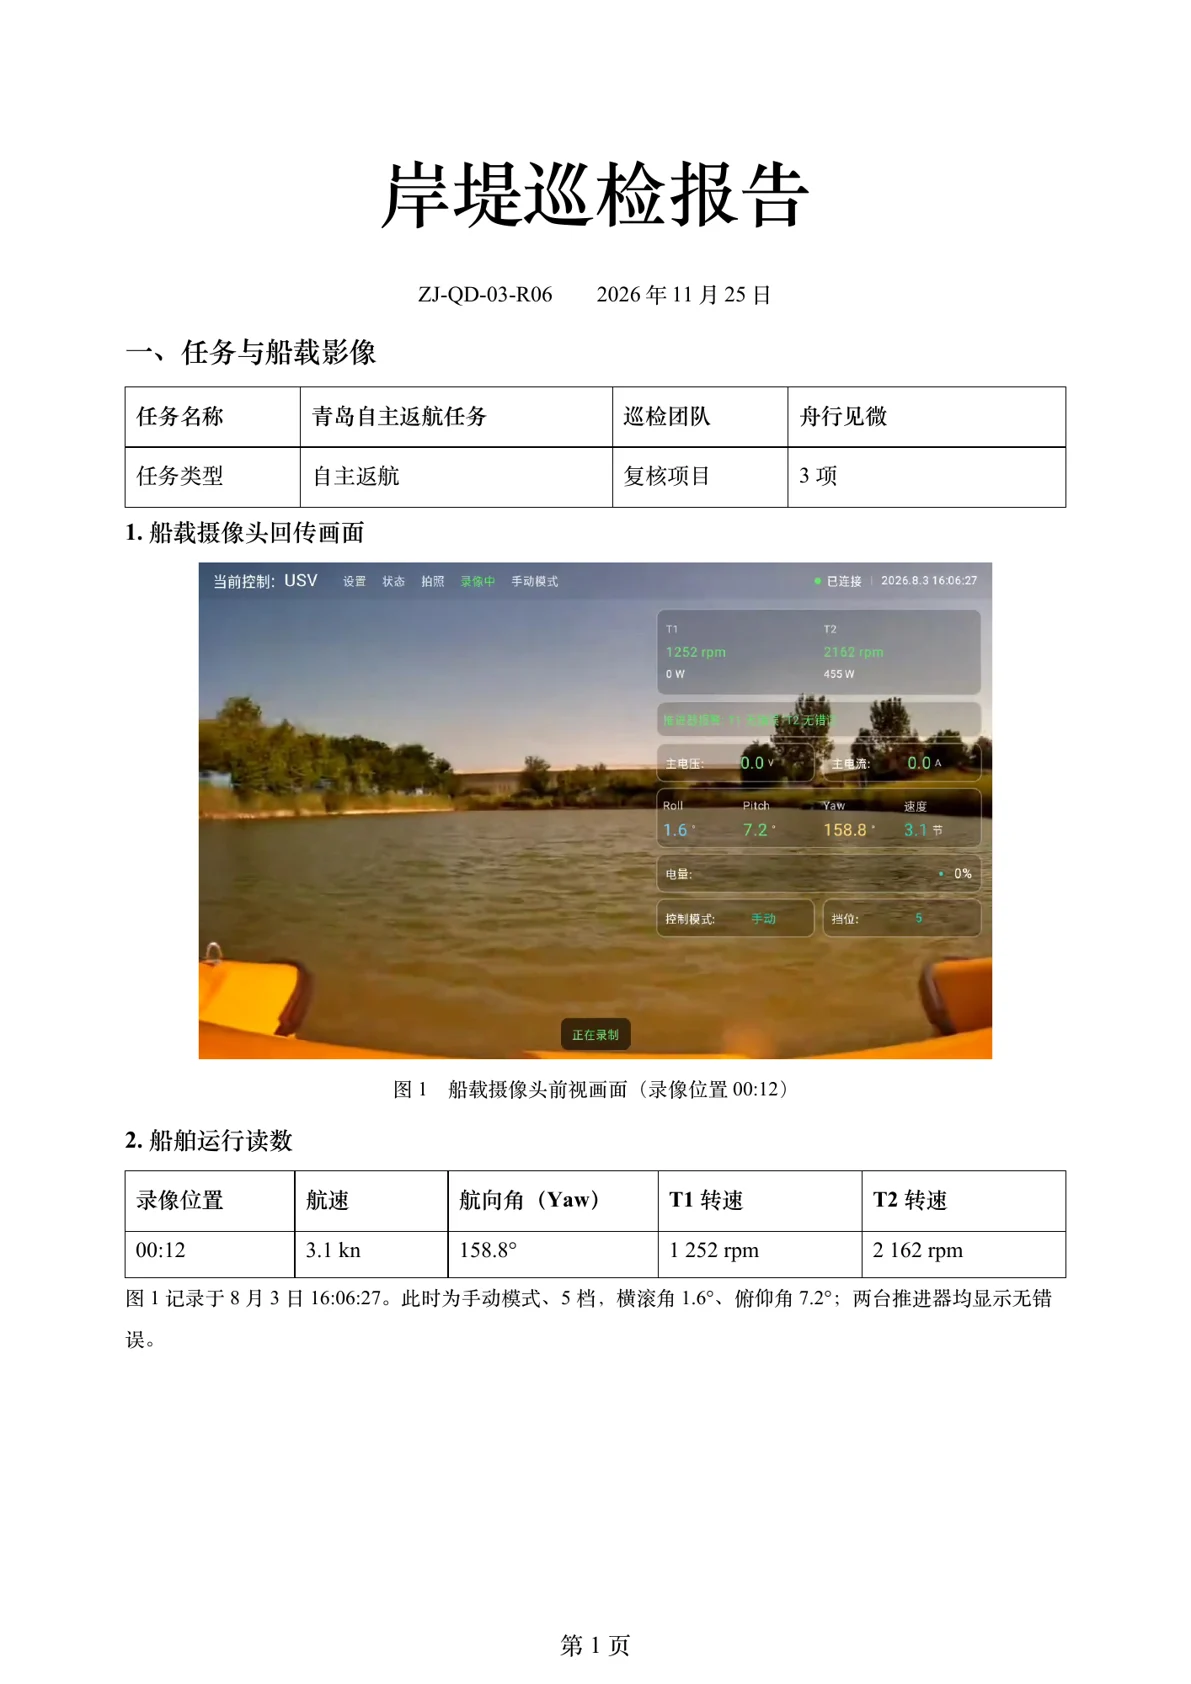 岸堤巡检报告
ZJ-QD-03-R06 2026 年 11 月 25 日
一、任务与船载影像
任务名称 青岛自主返航任务 巡检团队 舟行见微
任务类型 自主返航 复核项目 3 项
1. 船载摄像头回传画面
当前控制: USV 设置 状态 拍照 录像中 手动模式 已连接 2026.8.3 16:06:27
T1 T2
1252 rpm 2162 rpm
0 W 455 W
T2 无错误
主电压: 0.0 V 主电流: 0.0 A
Roll Pitch Yaw 速度
1.6 ° 7.2 ° 158.8 ° 3.1 节
电量: 0%
控制模式: 手动 挡位: 5
正在录制
图 1 船载摄像头前视画面（录像位置 00:12）
2. 船舶运行读数
录像位置 航速 航向角（Yaw） T1 转速 T2 转速
00:12 3.1 kn 158.8° 1 252 rpm 2 162 rpm
图 1 记录于 8 月 3 日 16:06:27。此时为手动模式、5 档，横滚角 1.6°、俯仰角 7.2°；两台推进器均显示无错
误。
第 1 页